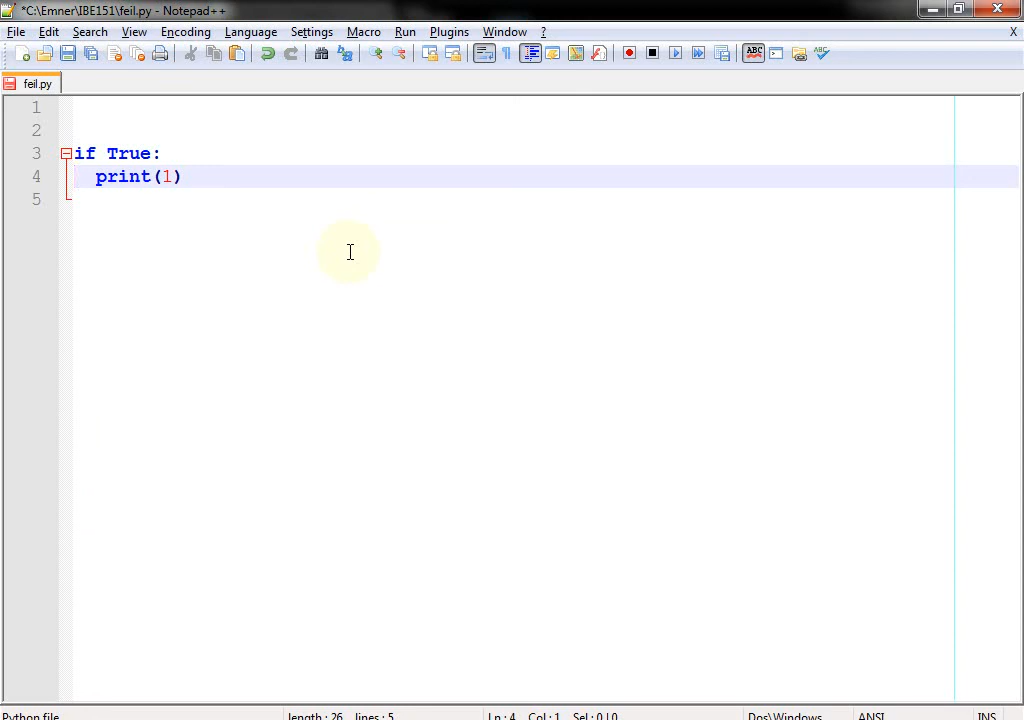 *C:\Emner\IBE151\feil.py - Notepad++
File Edit Search View Encoding Language Settings Macro Run Plugins Window ? X
ABC ABC
feil.py
1
2
3 if True:
4 print(1)
5
Python file length : 26 lines : 5 Ln : 4 Col : 1 Sel : 0 | 0 Dos\Windows ANSI INS